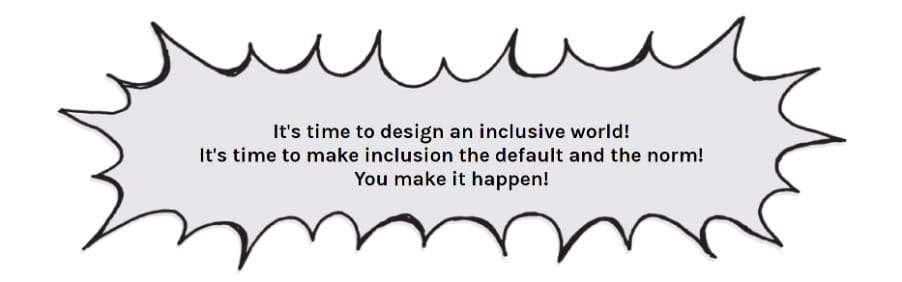 It's time to design an inclusive world!
It's time to make inclusion the default and the norm!
You make it happen!